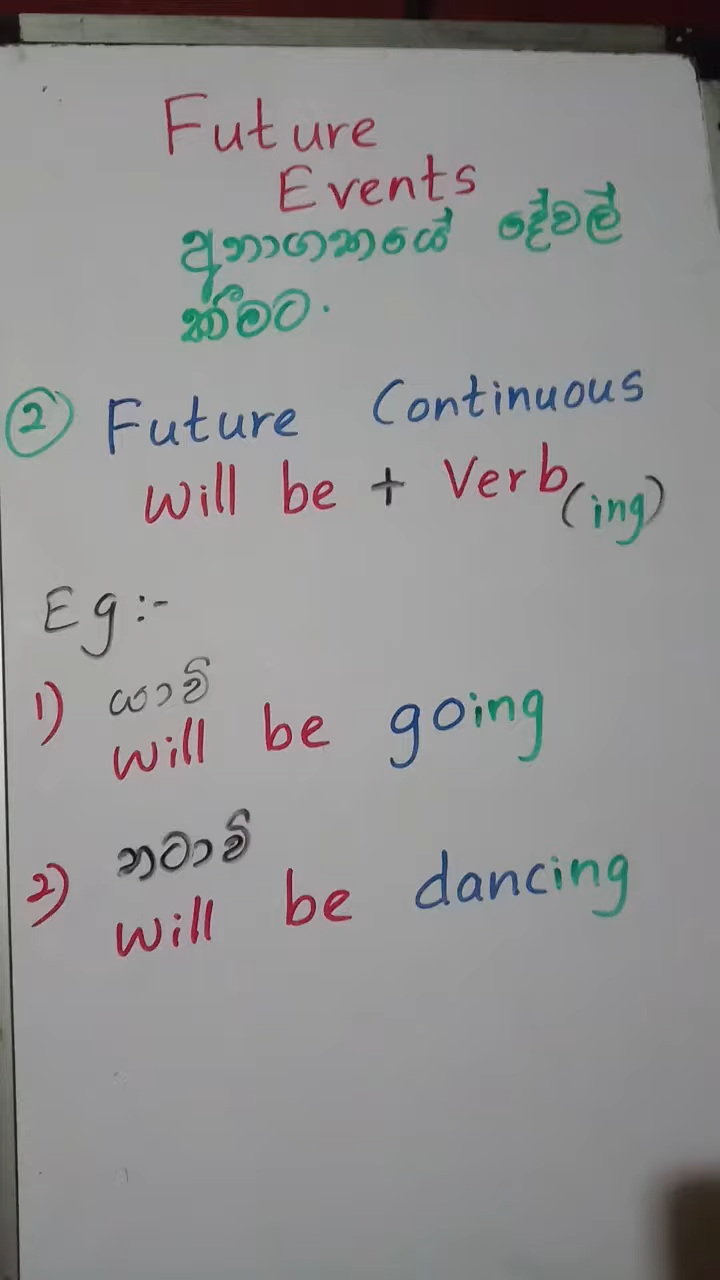 Future
Events
අනාගතයේ දේවල්
කීමට.
2 Future Continuous
Will be + Verb (ing)
Eg :-
1) යාවි
Will be going
2) නටාවි
Will be dancing